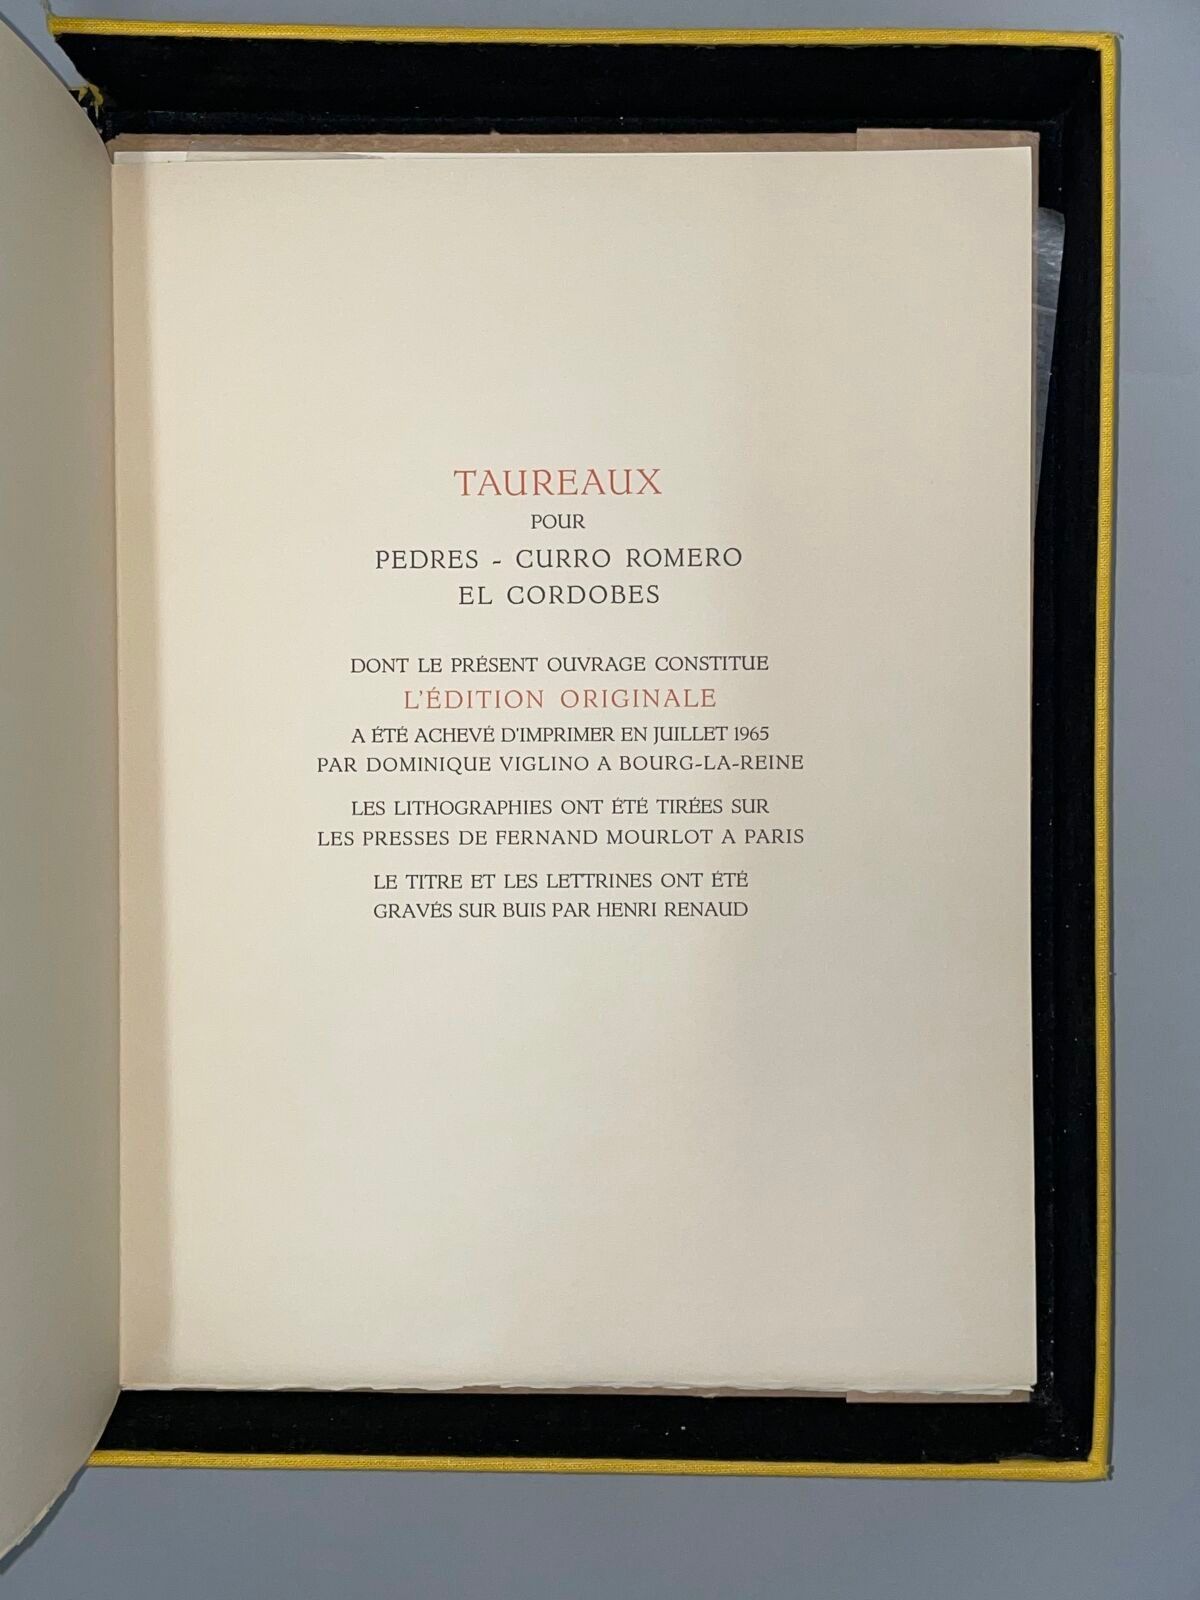 TAUREAUX
POUR
PEDRES - CURRO ROMERO
EL CORDOBES
DONT LE PRÉSENT OUVRAGE CONSTITUE
L'ÉDITION ORIGINALE
A ÉTÉ ACHEVÉ D'IMPRIMER EN JUILLET 1965
PAR DOMINIQUE VIGLINO A BOURG-LA-REINE
LES LITHOGRAPHIES ONT ÉTÉ TIRÉES SUR
LES PRESSES DE FERNAND MOURLOT A PARIS
LE TITRE ET LES LETTRINES ONT ÉTÉ
GRAVÉS SUR BUIS PAR HENRI RENAUD